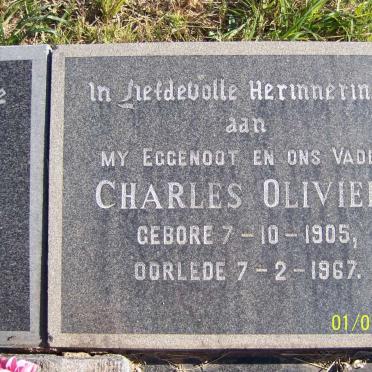 In Liefdevolle Herinnerin
aan
MY EGGENOOT EN ONS VADE
CHARLES OLIVIER
GEBORE 7-10-1905,
OORLEDE 7-2-1967.
01/0